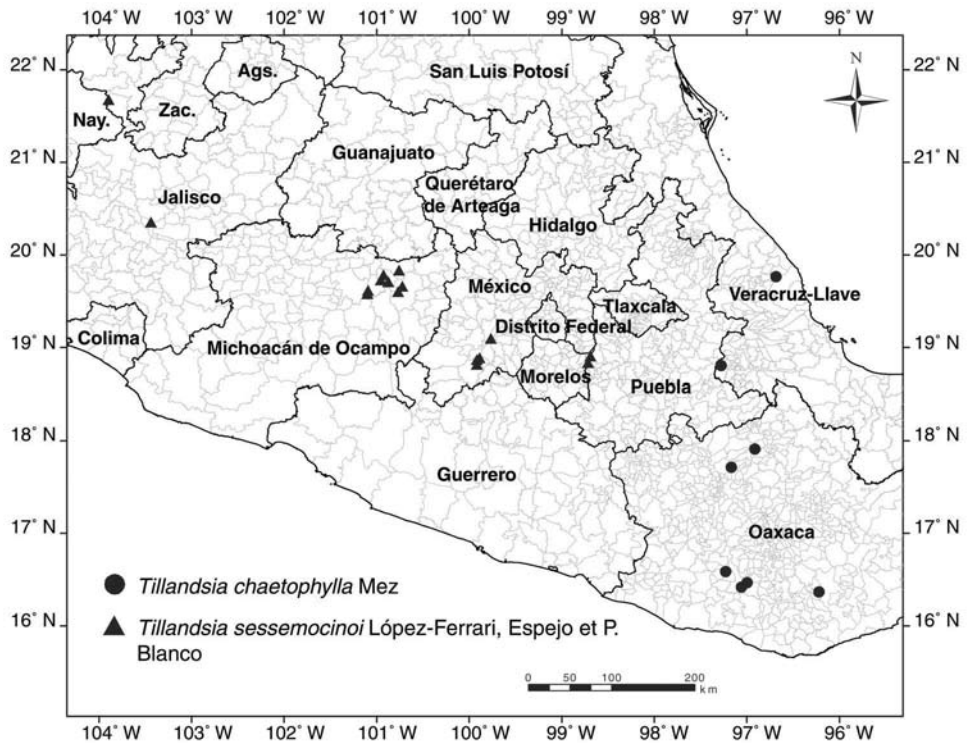 104° W 103° W 102° W 101° W 100° W 99° W 98° W 97° W 96° W
N
22° N 22° N
San Luis Potosí
Ags.
Zac.
Nay.
21° N 21° N
Guanajuato
Querétaro
de Arteaga
Jalisco
Hidalgo
20° N 20° N
México
Veracruz-Llave
Tlaxcala
Distrito Federal
19° N 19° N
Colima
Michoacán de Ocampo
Morelos
Puebla
18° N 18° N
Guerrero
17° N 17° N
Oaxaca
Tillandsia chaetophylla Mez
16° N 16° N
Tillandsia sessemocinoi López-Ferrari, Espejo et P.
Blanco
0 50 100 200
km
104° W 103° W 102° W 101° W 100° W 99° W 98° W 97° W 96° W